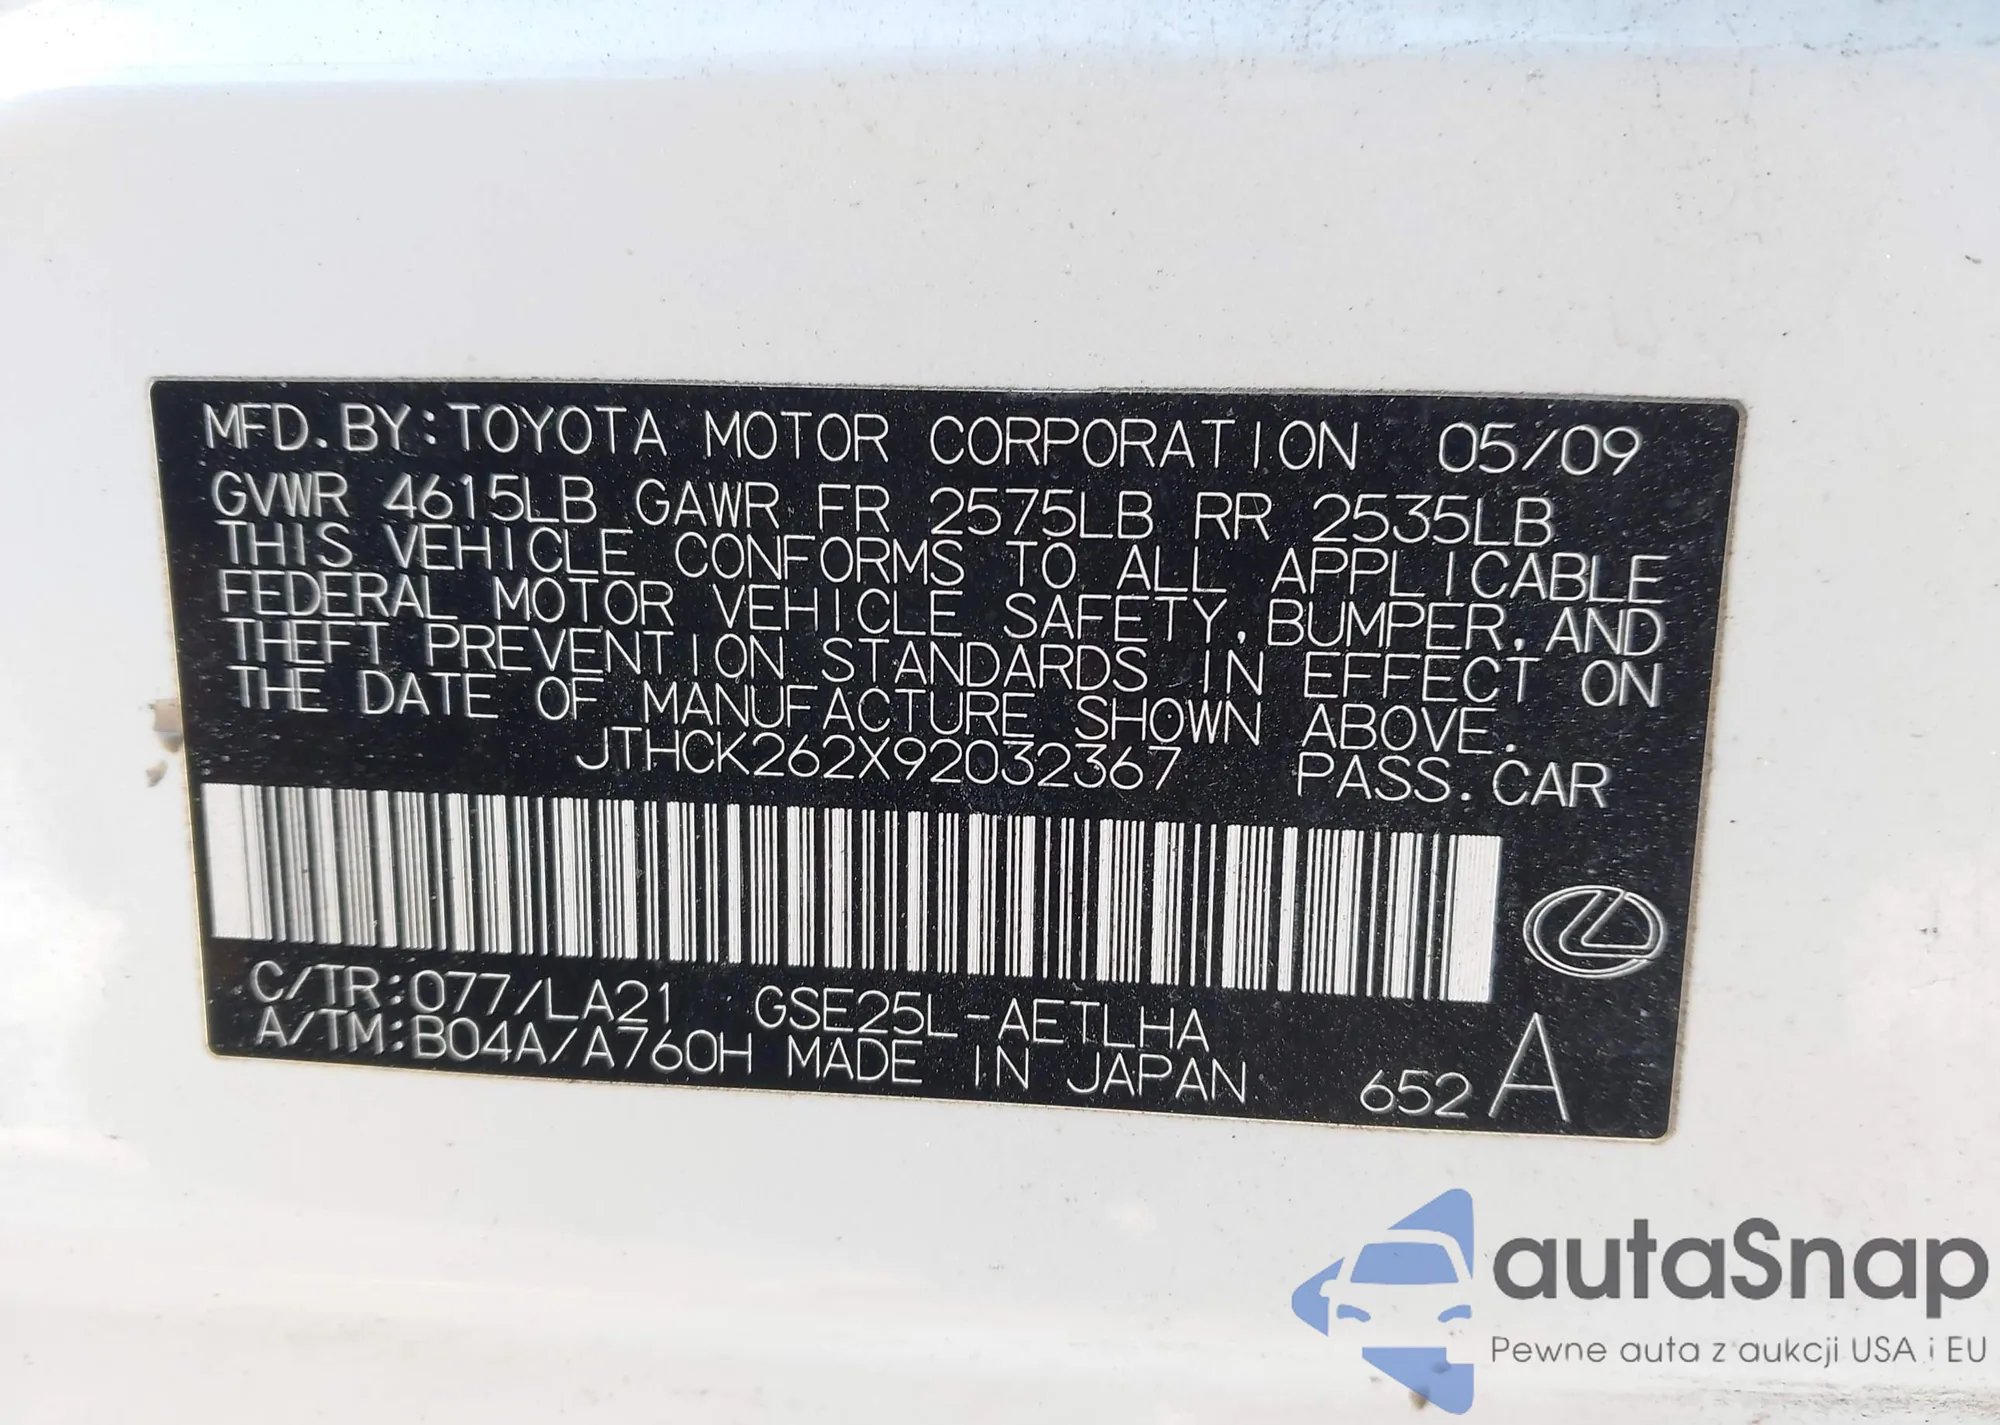 MFD.BY:TOYOTA MOTOR CORPORATION 05/09
GVWR 4615LB GAWR FR 2575LB RR 2535LB
THIS VEHICLE CONFORMS TO ALL APPLICABLE
FEDERAL MOTOR VEHICLE SAFETY, BUMPER, AND
THEFT PREVENTION STANDARDS IN EFFECT ON
THE DATE OF MANUFACTURE SHOWN ABOVE.
JTHCK262X92032367 PASS.CAR
C/TR:077/LA21 GSE25L-AETLHA
A/TM:B04A/A760H MADE IN JAPAN 652 A
autaSnap
Pewne auta z aukcji USA i EU